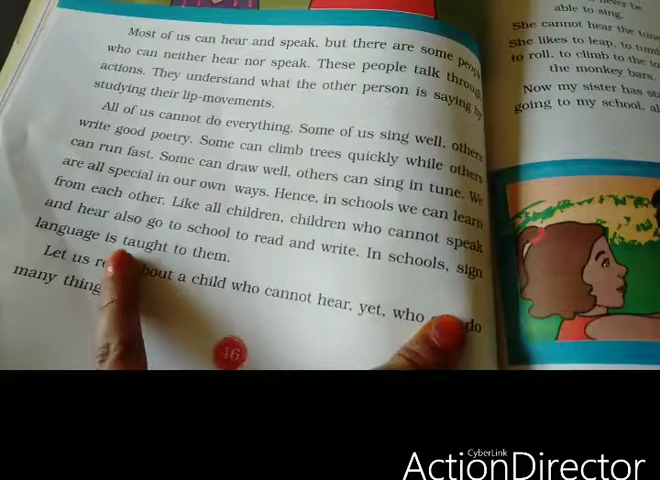 Most of us can hear and speak, but there are some people
who can neither hear nor speak. These people talk through
actions. They understand what the other person is saying by
studying their lip-movements.
All of us cannot do everything. Some of us sing well, others
write good poetry. Some can climb trees quickly while others
can run fast. Some can draw well, others can sing in tune. We
are all special in our own ways. Hence, in schools we can learn
from each other. Like all children, children who cannot speak
and hear also go to school to read and write. In schools, sign
language is taught to them.
Let us about a child who cannot hear, yet, who do
many thing
46
never be
able to sing.
She cannot hear the tune
She likes to leap, to
to roll, to climb to the to
the monkey bars.
Now my sister has sta
going to my school, al
CyberLink
ActionDirector